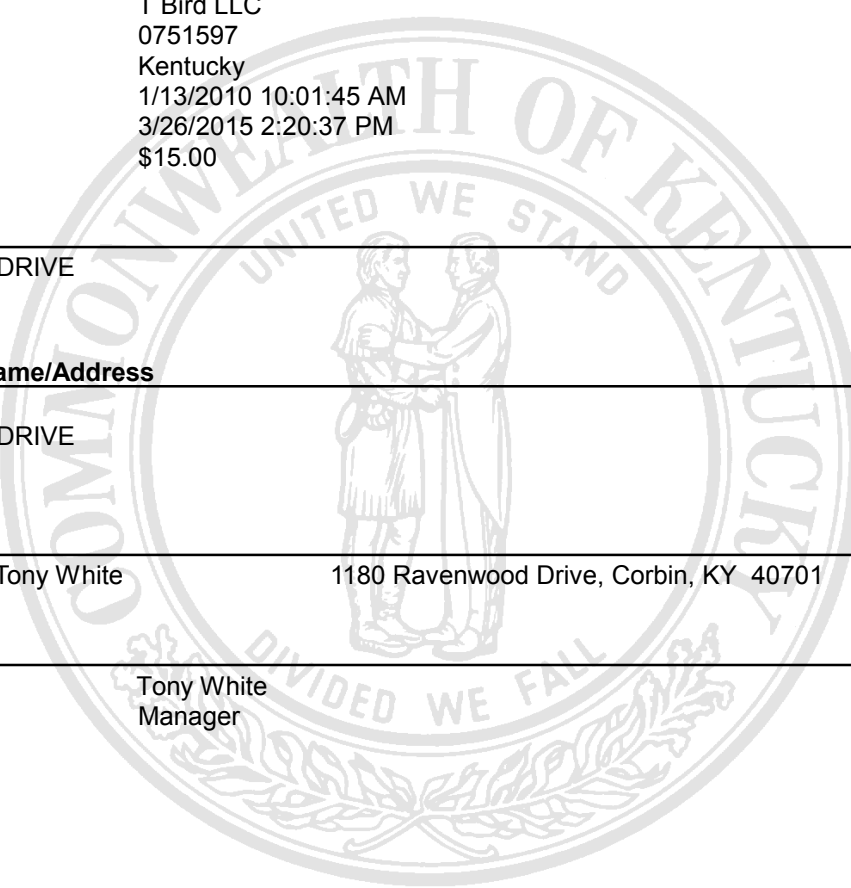 T Bird LLC
0751597
Kentucky
1/13/2010 10:01:45 AM
3/26/2015 2:20:37 PM
$15.00
DRIVE
ame/Address
DRIVE
Tony White 1180 Ravenwood Drive, Corbin, KY 40701
Tony White
Manager
COMMONWEALTH OF KENTUCKY
UNITED WE STAND
DIVIDED WE FALL